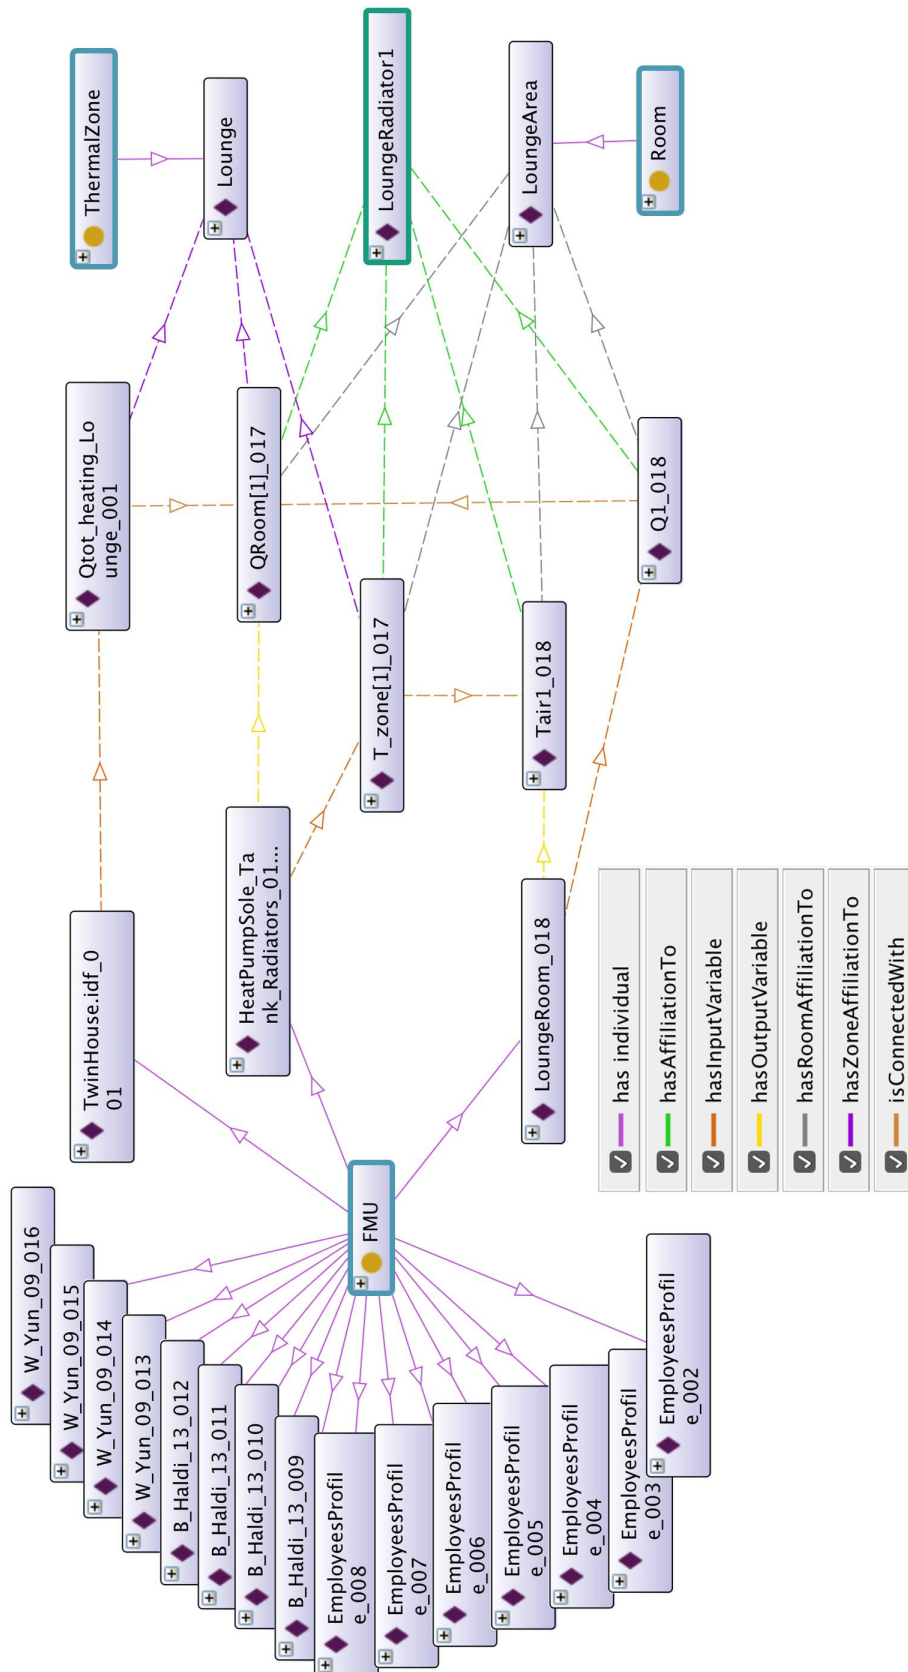 ThermalZone
Lounge
LoungeRadiator1
LoungeArea
Room
Qtot_heating_Lo
unge_001
QRoom[1]_017
T_zone[1]_017
Tair1_018
Q1_018
TwinHouse.idf_0
01
HeatPumpSole_Ta
nk_Radiators_01...
LoungeRoom_018
FMU
W_Yun_09_016
W_Yun_09_015
W_Yun_09_014
W_Yun_09_013
B_Haldi_13_012
B_Haldi_13_011
B_Haldi_13_010
B_Haldi_13_009
EmployeesProfil
e_008
EmployeesProfil
e_007
EmployeesProfil
e_006
EmployeesProfil
e_005
EmployeesProfil
e_004
EmployeesProfil
e_003
EmployeesProfil
e_002
has individual
hasAffiliationTo
hasInputVariable
hasOutputVariable
hasRoomAffiliationTo
hasZoneAffiliationTo
isConnectedWith